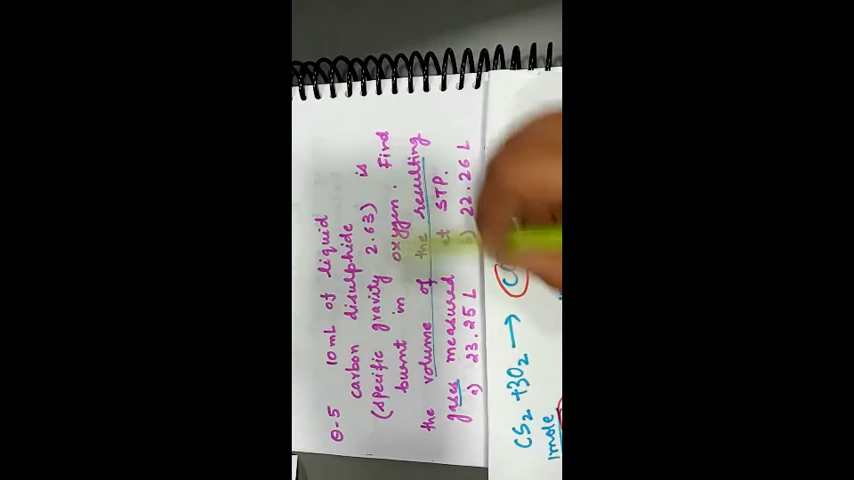 Q-5 10 mL of liquid
carbon disulphide
(specific gravity 2.63) is
burnt in oxygen. Find
the volume of the resulting
gases measured at STP.
a) 23.25 L 22.26 L
CS2 + 3O2 → CO
1mole